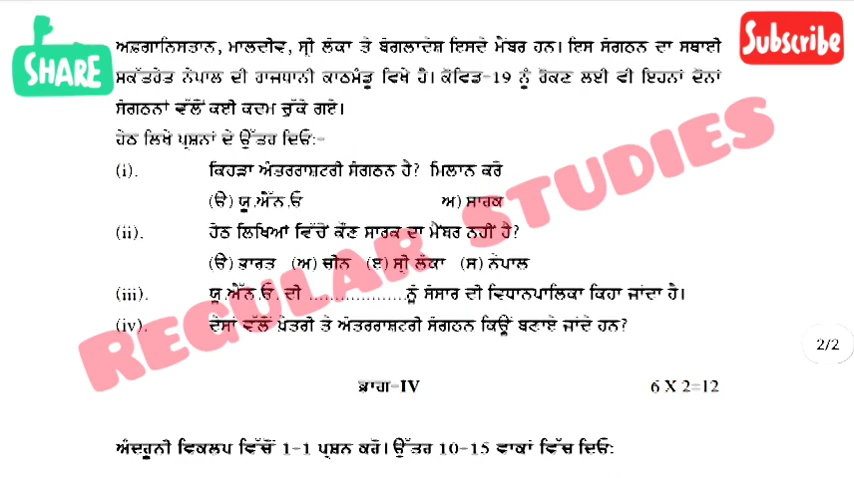 SHARE
Subscribe
ਅਫ਼ਗਾਨਿਸਤਾਨ, ਮਾਲਦੀਵ, ਸ੍ਰੀ ਲੰਕਾ ਤੇ ਬੰਗਲਾਦੇਸ਼ ਇਸਦੇ ਮੈਂਬਰ ਹਨ। ਇਸ ਸੰਗਠਨ ਦਾ ਸਥਾਈ
ਸਕੱਤਰੇਤ ਨੇਪਾਲ ਦੀ ਰਾਜਧਾਨੀ ਕਾਠਮੰਡੂ ਵਿਖੇ ਹੈ। ਕੋਵਿਡ-19 ਨੂੰ ਰੋਕਣ ਲਈ ਵੀ ਇਹਨਾਂ ਦੋਨਾਂ
ਸੰਗਠਨਾਂ ਵੱਲੋਂ ਕਈ ਕਦਮ ਚੁੱਕੇ ਗਏ।
ਹੇਠ ਲਿਖੇ ਪ੍ਰਸ਼ਨਾਂ ਦੇ ਉੱਤਰ ਦਿਓ:-
(i). ਕਿਹੜਾ ਅੰਤਰਰਾਸ਼ਟਰੀ ਸੰਗਠਨ ਹੈ? ਮਿਲਾਨ ਕਰੋ
(ੳ) ਯੂ.ਐੱਨ.ਓ ਅ) ਸਾਰਕ
(ii). ਹੇਠ ਲਿਖਿਆਂ ਵਿੱਚੋਂ ਕੌਣ ਸਾਰਕ ਦਾ ਮੈਂਬਰ ਨਹੀਂ ਹੈ?
(ੳ) ਭਾਰਤ (ਅ) ਚੀਨ (ੲ) ਸ੍ਰੀ ਲੰਕਾ (ਸ) ਨੇਪਾਲ
(iii). ਯੂ.ਐੱਨ.ਓ. ਦੀ ...................ਨੂੰ ਸੰਸਾਰ ਦੀ ਵਿਧਾਨਪਾਲਿਕਾ ਕਿਹਾ ਜਾਂਦਾ ਹੈ।
(iv). ਦੇਸਾਂ ਵੱਲੋਂ ਖ਼ੇਤਰੀ ਤੇ ਅੰਤਰਰਾਸ਼ਟਰੀ ਸੰਗਠਨ ਕਿਉਂ ਬਣਾਏ ਜਾਂਦੇ ਹਨ?
REGULAR STUDIES
2/2
ਭਾਗ-IV 6 X 2=12
ਅੰਦਰੂਨੀ ਵਿਕਲਪ ਵਿੱਚੋਂ 1-1 ਪ੍ਰਸ਼ਨ ਕਰੋ। ਉੱਤਰ 10-15 ਵਾਕਾਂ ਵਿੱਚ ਦਿਓ: